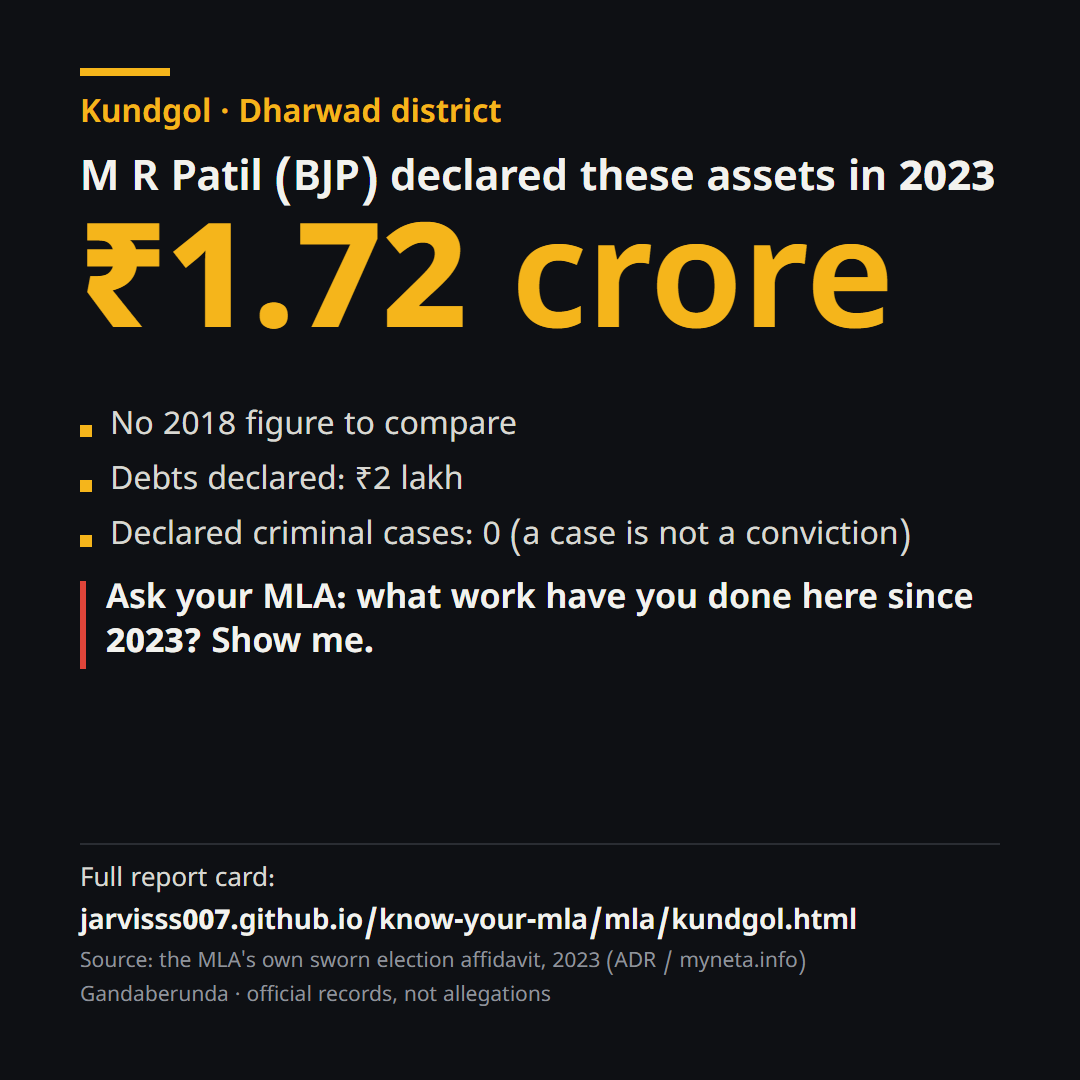 Kundgol · Dharwad district
M R Patil (BJP) declared these assets in 2023
₹1.72 crore
No 2018 figure to compare
Debts declared: ₹2 lakh
Declared criminal cases: 0 (a case is not a conviction)
Ask your MLA: what work have you done here since
2023? Show me.
Full report card:
jarvisss007.github.io/know-your-mla/mla/kundgol.html
Source: the MLA's own sworn election affidavit, 2023 (ADR / myneta.info)
Gandaberunda · official records, not allegations